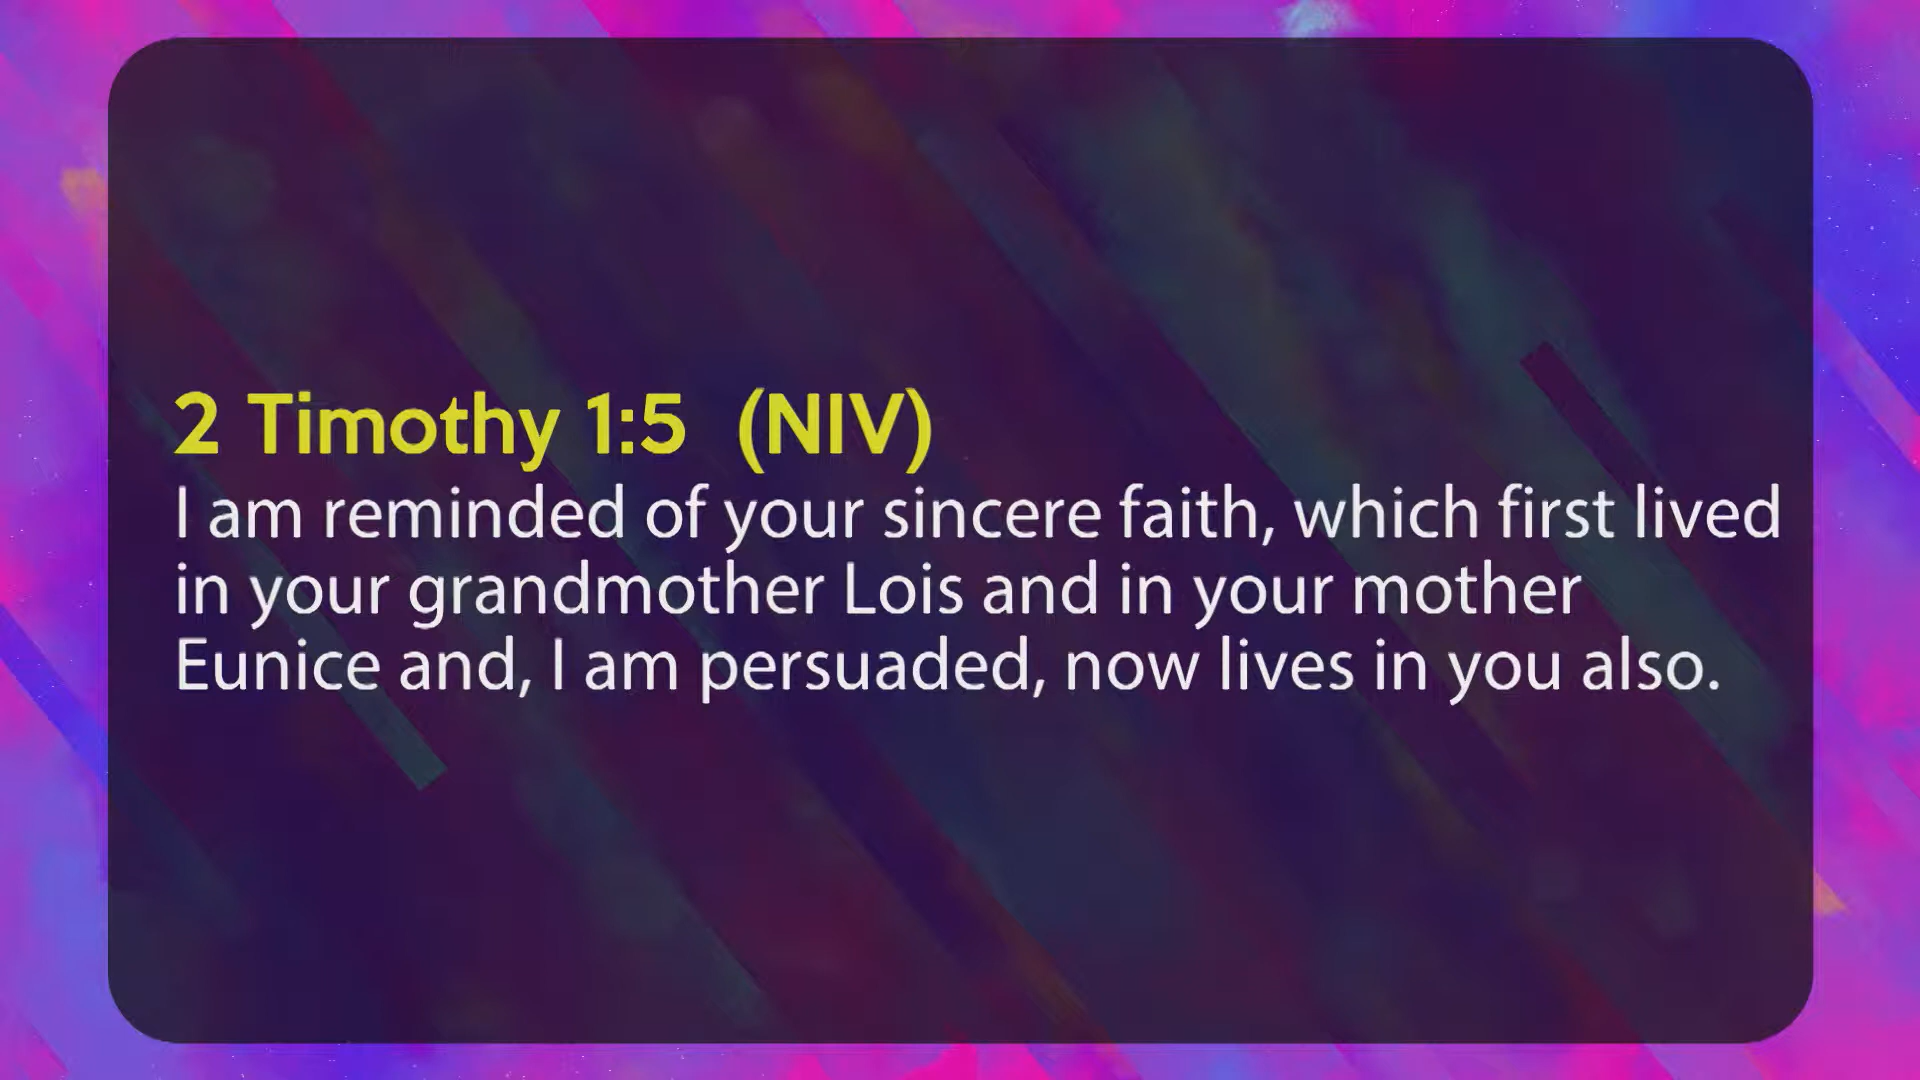 2 Timothy 1:5 (NIV)
I am reminded of your sincere faith, which first lived
in your grandmother Lois and in your mother
Eunice and, I am persuaded, now lives in you also.